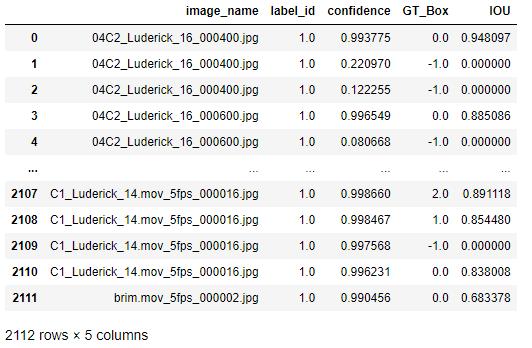 image_name label_id confidence GT_Box IOU
0 04C2_Luderick_16_000400.jpg 1.0 0.993775 0.0 0.948097
1 04C2_Luderick_16_000400.jpg 1.0 0.220970 -1.0 0.000000
2 04C2_Luderick_16_000400.jpg 1.0 0.122255 -1.0 0.000000
3 04C2_Luderick_16_000600.jpg 1.0 0.996549 0.0 0.885086
4 04C2_Luderick_16_000600.jpg 1.0 0.080668 -1.0 0.000000
... ... ... ... ... ...
2107 C1_Luderick_14.mov_5fps_000016.jpg 1.0 0.998660 2.0 0.891118
2108 C1_Luderick_14.mov_5fps_000016.jpg 1.0 0.998467 1.0 0.854480
2109 C1_Luderick_14.mov_5fps_000016.jpg 1.0 0.997568 -1.0 0.000000
2110 C1_Luderick_14.mov_5fps_000016.jpg 1.0 0.996231 0.0 0.838008
2111 brim.mov_5fps_000002.jpg 1.0 0.990456 0.0 0.683378
2112 rows × 5 columns